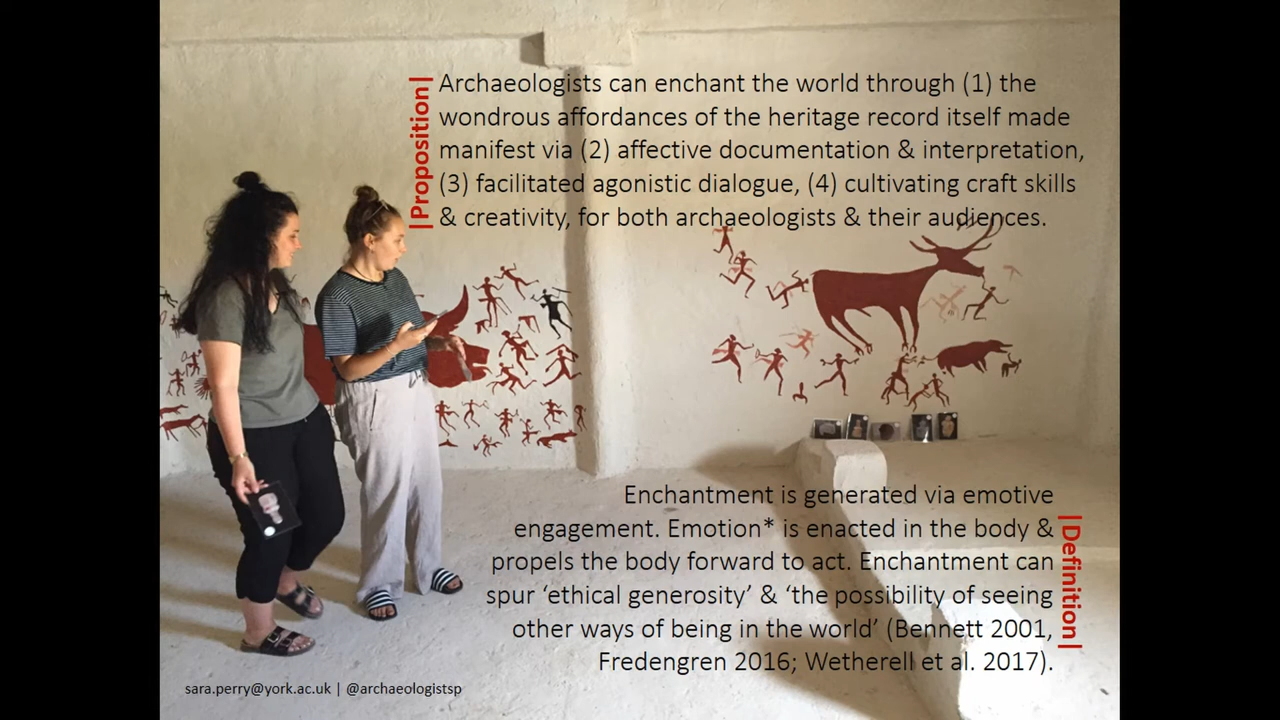 |Proposition|
Archaeologists can enchant the world through (1) the
wondrous affordances of the heritage record itself made
manifest via (2) affective documentation & interpretation,
(3) facilitated agonistic dialogue, (4) cultivating craft skills
& creativity, for both archaeologists & their audiences.
Enchantment is generated via emotive
engagement. Emotion* is enacted in the body &
propels the body forward to act. Enchantment can
spur ‘ethical generosity’ & ‘the possibility of seeing
other ways of being in the world’ (Bennett 2001,
Fredengren 2016; Wetherell et al. 2017).
|Definition|
sara.perry@york.ac.uk | @archaeologistsp